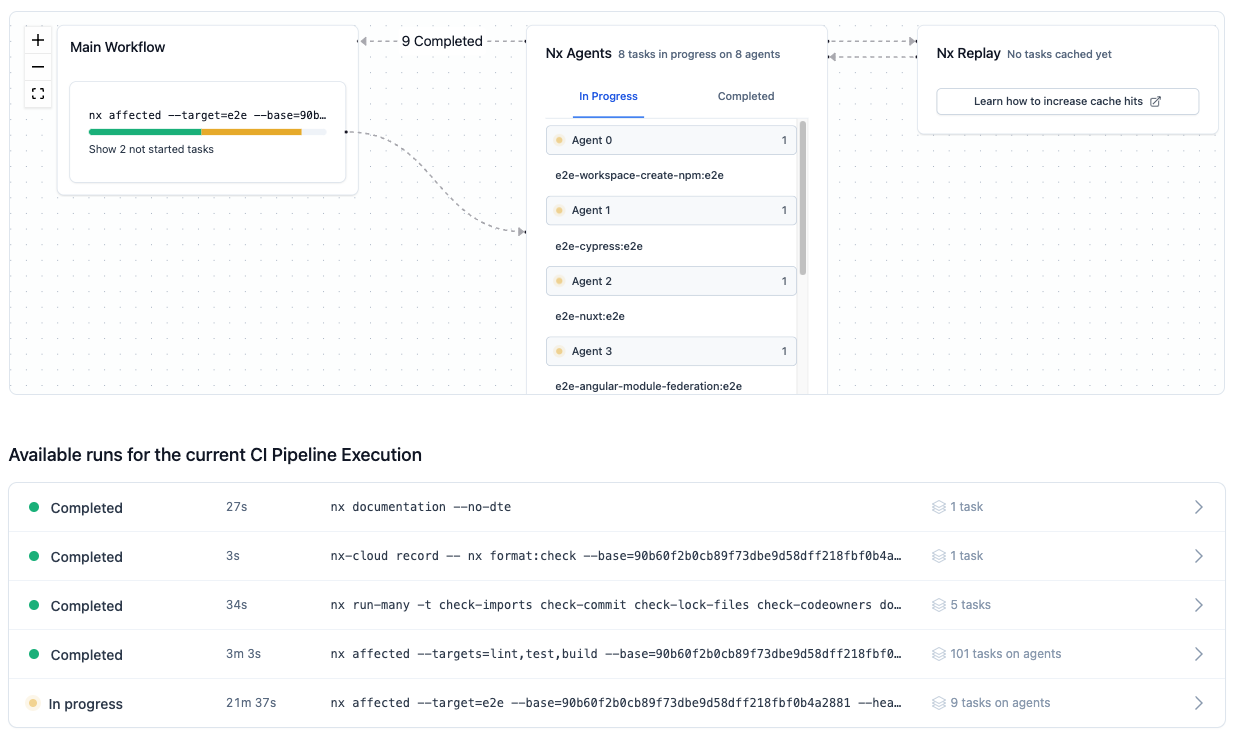 Main Workflow
nx affected --target=e2e --base=90b…
Show 2 not started tasks
9 Completed
Nx Agents 8 tasks in progress on 8 agents
In Progress Completed
Agent 0 1
e2e-workspace-create-npm:e2e
Agent 1 1
e2e-cypress:e2e
Agent 2 1
e2e-nuxt:e2e
Agent 3 1
e2e-angular-module-federation:e2e
Nx Replay No tasks cached yet
Learn how to increase cache hits
Available runs for the current CI Pipeline Execution
Completed 27s nx documentation --no-dte 1 task
Completed 3s nx-cloud record -- nx format:check --base=90b60f2b0cb89f73dbe9d58dff218fbf0b4a… 1 task
Completed 34s nx run-many -t check-imports check-commit check-lock-files check-codeowners do… 5 tasks
Completed 3m 3s nx affected --targets=lint,test,build --base=90b60f2b0cb89f73dbe9d58dff218fbf0… 101 tasks on agents
In progress 21m 37s nx affected --target=e2e --base=90b60f2b0cb89f73dbe9d58dff218fbf0b4a2881 --hea… 9 tasks on agents